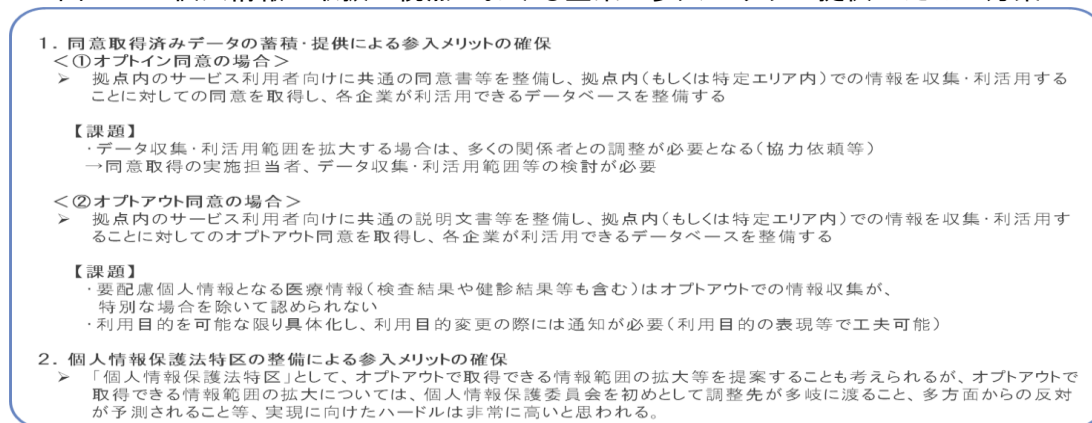 1. 同意取得済みデータの蓄積・提供による参入メリットの確保
＜①オプトイン同意の場合＞
➢ 拠点内のサービス利用者向けに共通の同意書等を整備し、拠点内（もしくは特定エリア内）での情報を収集・利活用する
ことに対しての同意を取得し、各企業が利活用できるデータベースを整備する
【課題】
・データ収集・利活用範囲を拡大する場合は、多くの関係者との調整が必要となる（協力依頼等）
→同意取得の実施担当者、データ収集・利活用範囲等の検討が必要
＜②オプトアウト同意の場合＞
➢ 拠点内のサービス利用者向けに共通の説明文書等を整備し、拠点内（もしくは特定エリア内）での情報を収集・利活用す
ることに対してのオプトアウト同意を取得し、各企業が利活用できるデータベースを整備する
【課題】
・要配慮個人情報となる医療情報（検査結果や健診結果等も含む）はオプトアウトでの情報収集が、
特別な場合を除いて認められない
・利用目的を可能な限り具体化し、利用目的変更の際には通知が必要（利用目的の表現等で工夫可能）
2. 個人情報保護法特区の整備による参入メリットの確保
➢ 「個人情報保護法特区」として、オプトアウトで取得できる情報範囲の拡大等を提案することも考えられるが、オプトアウトで
取得できる情報範囲の拡大については、個人情報保護委員会を初めとして調整先が多岐に渡ること、多方面からの反対
が予測されること等、実現に向けたハードルは非常に高いと思われる。